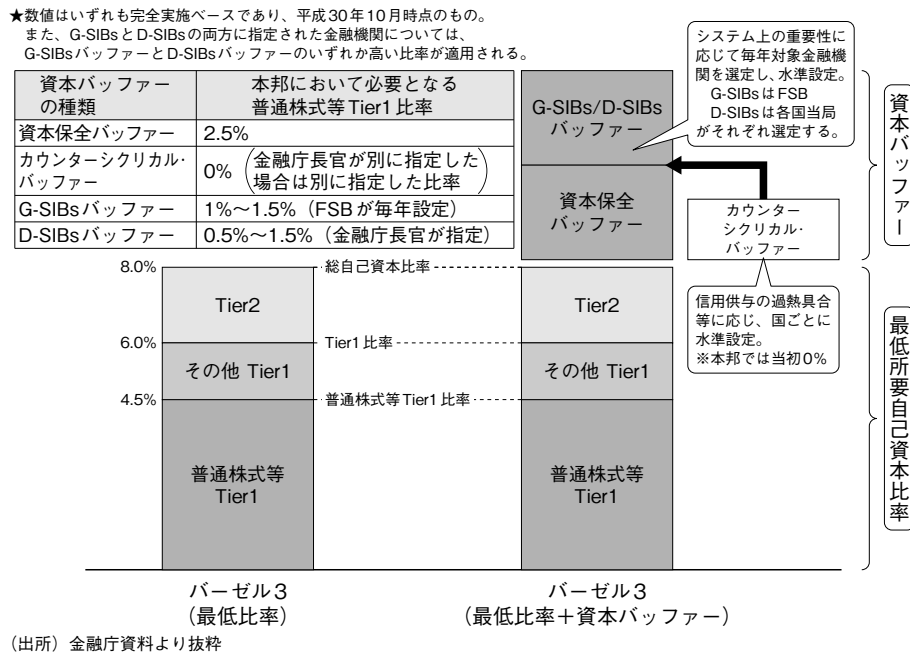 ★数値はいずれも完全実施ベースであり、平成30年10月時点のもの。
また、G-SIBsとD-SIBsの両方に指定された金融機関については、
G-SIBsバッファーとD-SIBsバッファーのいずれか高い比率が適用される。
資本バッファー
の種類
本邦において必要となる
普通株式等Tier1比率
資本保全バッファー
2.5%
カウンターシクリカル・
バッファー
0%（金融庁長官が別に指定した
場合は別に指定した比率）
G-SIBsバッファー
1%～1.5%（FSBが毎年設定）
D-SIBsバッファー
0.5%～1.5%（金融庁長官が指定）
G-SIBs/D-SIBs
バッファー
資本保全
バッファー
システム上の重要性に
応じて毎年対象金融機
関を選定し、水準設定。
G-SIBsはFSB
D-SIBsは各国当局
がそれぞれ選定する。
資本バッファー
カウンター
シクリカル・
バッファー
信用供与の過熱具合
等に応じ、国ごとに
水準設定。
※本邦では当初0%
最低所要自己資本比率
8.0%
総自己資本比率
Tier2
Tier2
6.0%
Tier1比率
その他 Tier1
その他 Tier1
4.5%
普通株式等Tier1比率
普通株式等
Tier1
普通株式等
Tier1
バーゼル3
（最低比率）
バーゼル3
（最低比率＋資本バッファー）
（出所）金融庁資料より抜粋